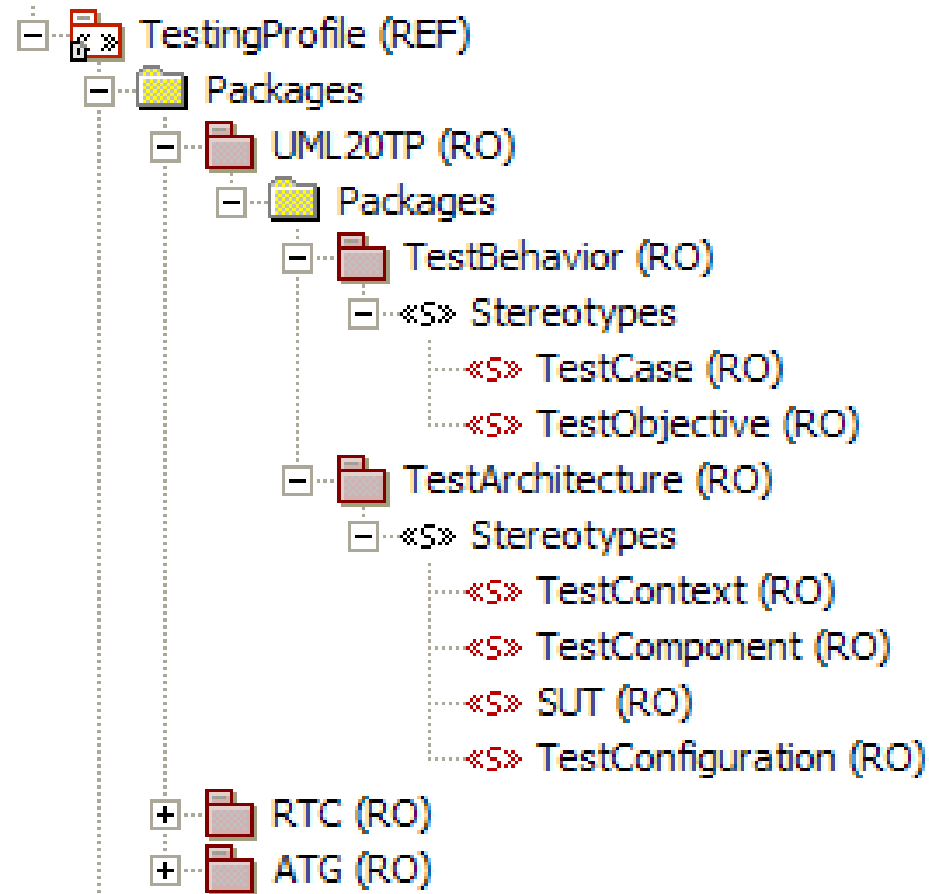 TestingProfile (REF)
Packages
UML20TP (RO)
Packages
TestBehavior (RO)
«S» Stereotypes
«S» TestCase (RO)
«S» TestObjective (RO)
TestArchitecture (RO)
«S» Stereotypes
«S» TestContext (RO)
«S» TestComponent (RO)
«S» SUT (RO)
«S» TestConfiguration (RO)
RTC (RO)
ATG (RO)